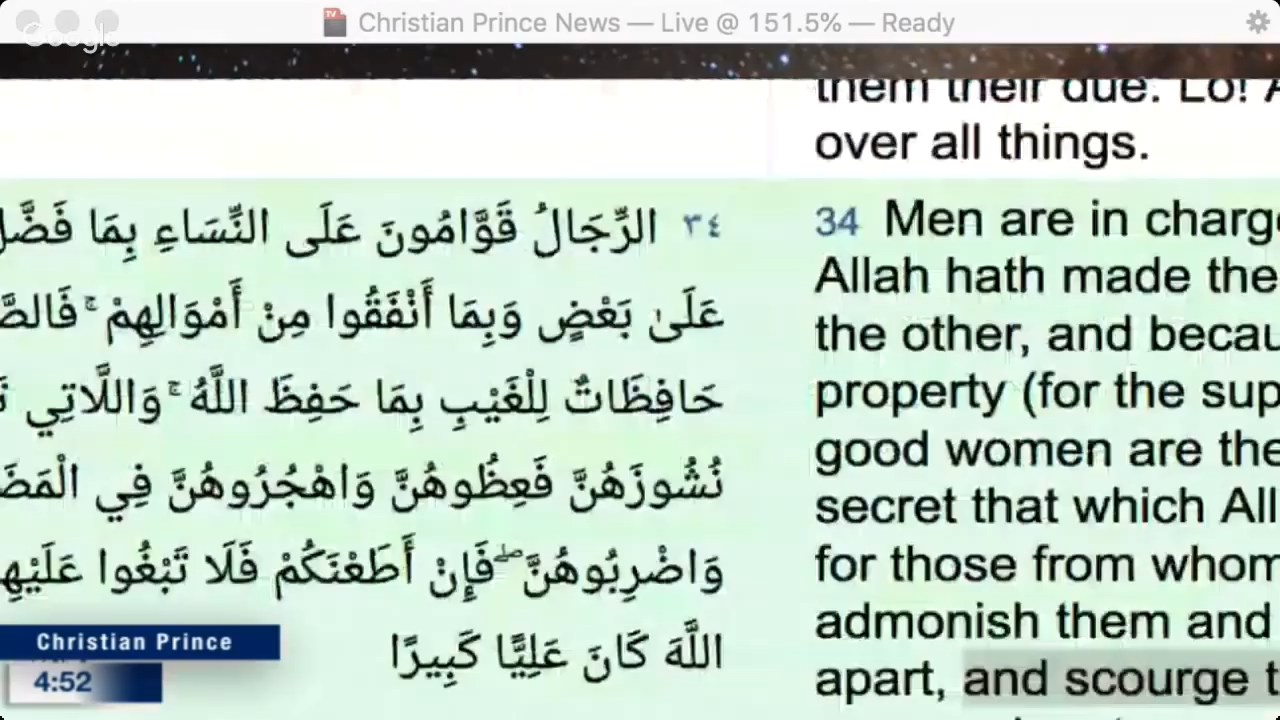 Christian Prince News — Live @ 151.5% — Ready
Google
them their due. Lo! A
over all things.
٣٤ الرِّجَالُ قَوَّامُونَ عَلَى النِّسَاءِ بِمَا فَضَّل
عَلَىٰ بَعْضٍ وَبِمَا أَنْفَقُوا مِنْ أَمْوَالِهِمْ ۚ فَالصَّ
حَافِظَاتٌ لِلْغَيْبِ بِمَا حَفِظَ اللَّهُ ۚ وَاللَّاتِي تَ
نُشُوزَهُنَّ فَعِظُوهُنَّ وَاهْجُرُوهُنَّ فِي الْمَضَ
وَاضْرِبُوهُنَّ ۖ فَإِنْ أَطَعْنَكُمْ فَلَا تَبْغُوا عَلَيْهِ
اللَّهَ كَانَ عَلِيًّا كَبِيرًا
34 Men are in charg
Allah hath made the
the other, and becau
property (for the sup
good women are the
secret that which All
for those from whom
admonish them and
apart, and scourge t
Christian Prince
4:52